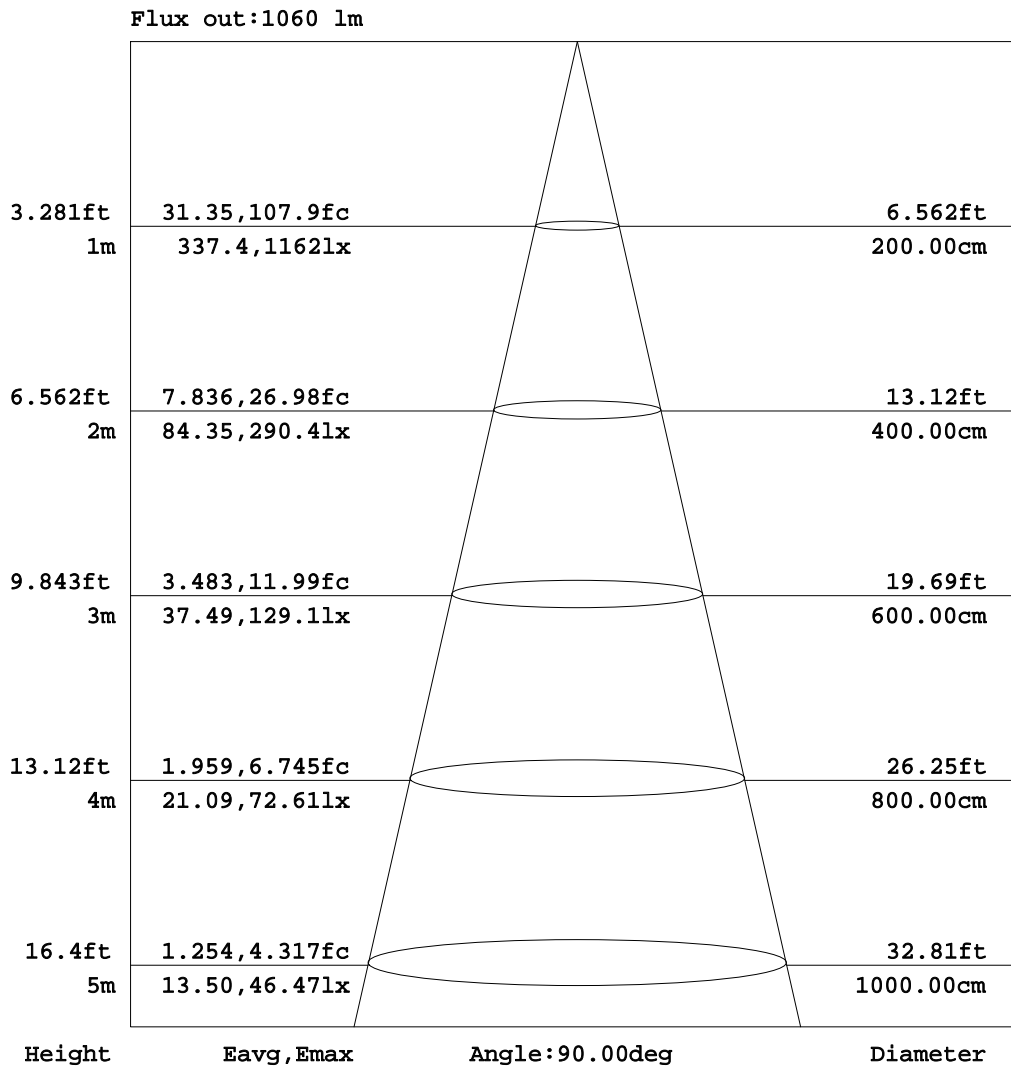 Flux out:1060 lm
3.281ft 31.35,107.9fc 6.562ft
1m 337.4,1162lx 200.00cm
6.562ft 7.836,26.98fc 13.12ft
2m 84.35,290.4lx 400.00cm
9.843ft 3.483,11.99fc 19.69ft
3m 37.49,129.1lx 600.00cm
13.12ft 1.959,6.745fc 26.25ft
4m 21.09,72.61lx 800.00cm
16.4ft 1.254,4.317fc 32.81ft
5m 13.50,46.47lx 1000.00cm
Height Eavg,Emax Angle:90.00deg Diameter